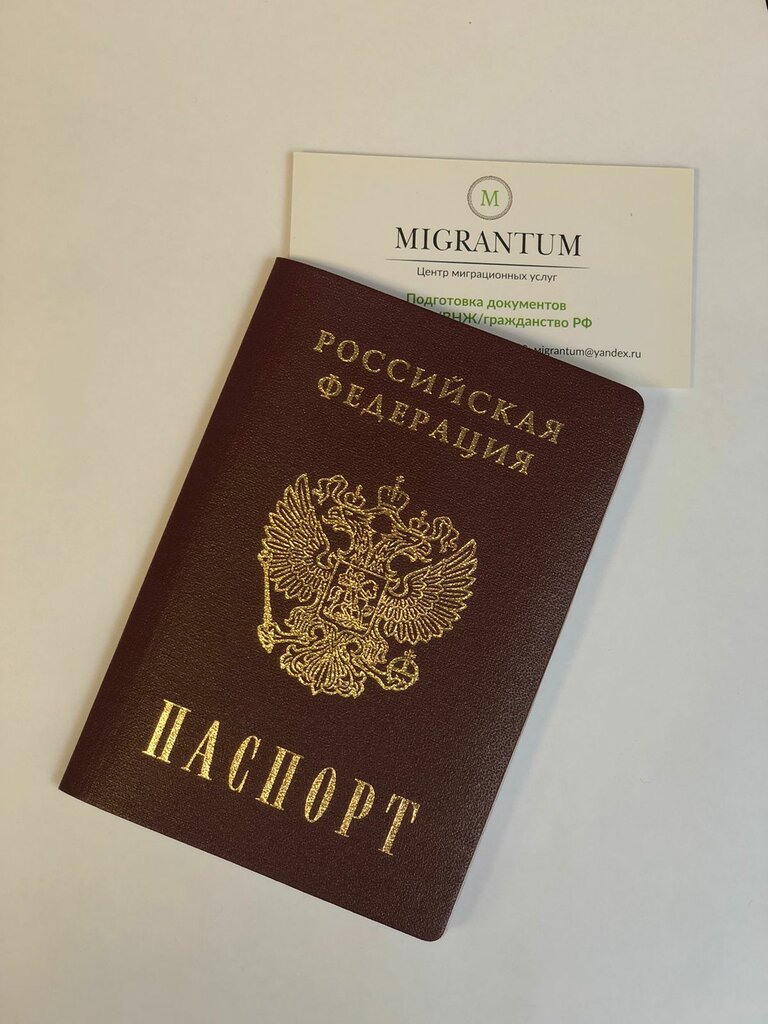 M
MIGRANTUM
Центр миграционных услуг
Подготовка документов
/ВНЖ/гражданство РФ
migrantum@yandex.ru
РОССИЙСКАЯ
ФЕДЕРАЦИЯ
ПАСПОРТ